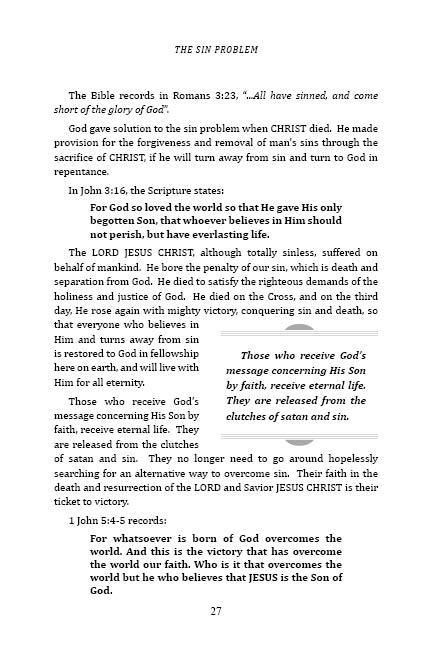 THE SIN PROBLEM
The Bible records in Romans 3:23, “...All have sinned, and come
short of the glory of God”.
God gave solution to the sin problem when CHRIST died. He made
provision for the forgiveness and removal of man’s sins through the
sacrifice of CHRIST, if he will turn away from sin and turn to God in
repentance.
In John 3:16, the Scripture states:
For God so loved the world so that He gave His only
begotten Son, that whoever believes in Him should
not perish, but have everlasting life.
The LORD JESUS CHRIST, although totally sinless, suffered on
behalf of mankind. He bore the penalty of our sin, which is death and
separation from God. He died to satisfy the righteous demands of the
holiness and justice of God. He died on the Cross, and on the third
day, He rose again with mighty victory, conquering sin and death, so
that everyone who believes in
Him and turns away from sin
is restored to God in fellowship
here on earth, and will live with
Him for all eternity.
Those who receive God’s
message concerning His Son
by faith, receive eternal life.
They are released from the
clutches of satan and sin.
Those who receive God’s
message concerning His Son by
faith, receive eternal life. They
are released from the clutches
of satan and sin. They no longer need to go around hopelessly
searching for an alternative way to overcome sin. Their faith in the
death and resurrection of the LORD and Savior JESUS CHRIST is their
ticket to victory.
1 John 5:4-5 records:
For whatsoever is born of God overcomes the
world. And this is the victory that has overcome
the world our faith. Who is it that overcomes the
world but he who believes that JESUS is the Son of
God.
27